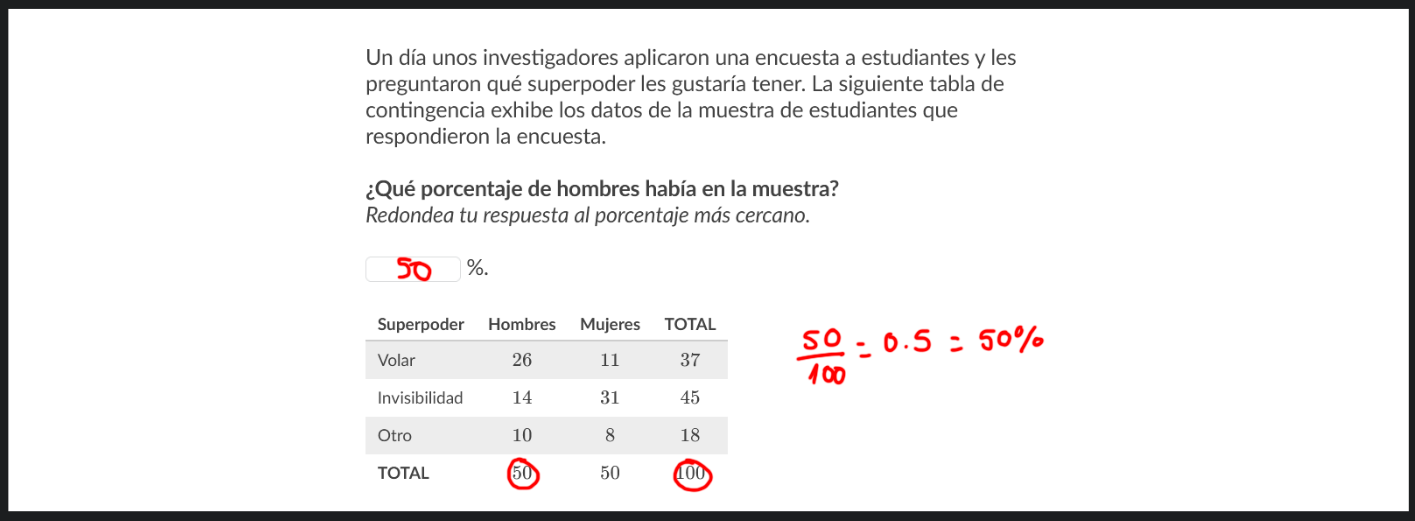 Un día unos investigadores aplicaron una encuesta a estudiantes y les
preguntaron qué superpoder les gustaría tener. La siguiente tabla de
contingencia exhibe los datos de la muestra de estudiantes que
respondieron la encuesta.
¿Qué porcentaje de hombres había en la muestra?
Redondea tu respuesta al porcentaje más cercano.
50 %.
Superpoder Hombres Mujeres TOTAL
Volar 26 11 37
Invisibilidad 14 31 45
Otro 10 8 18
TOTAL 50 50 100
50
100
= 0.5 = 50%